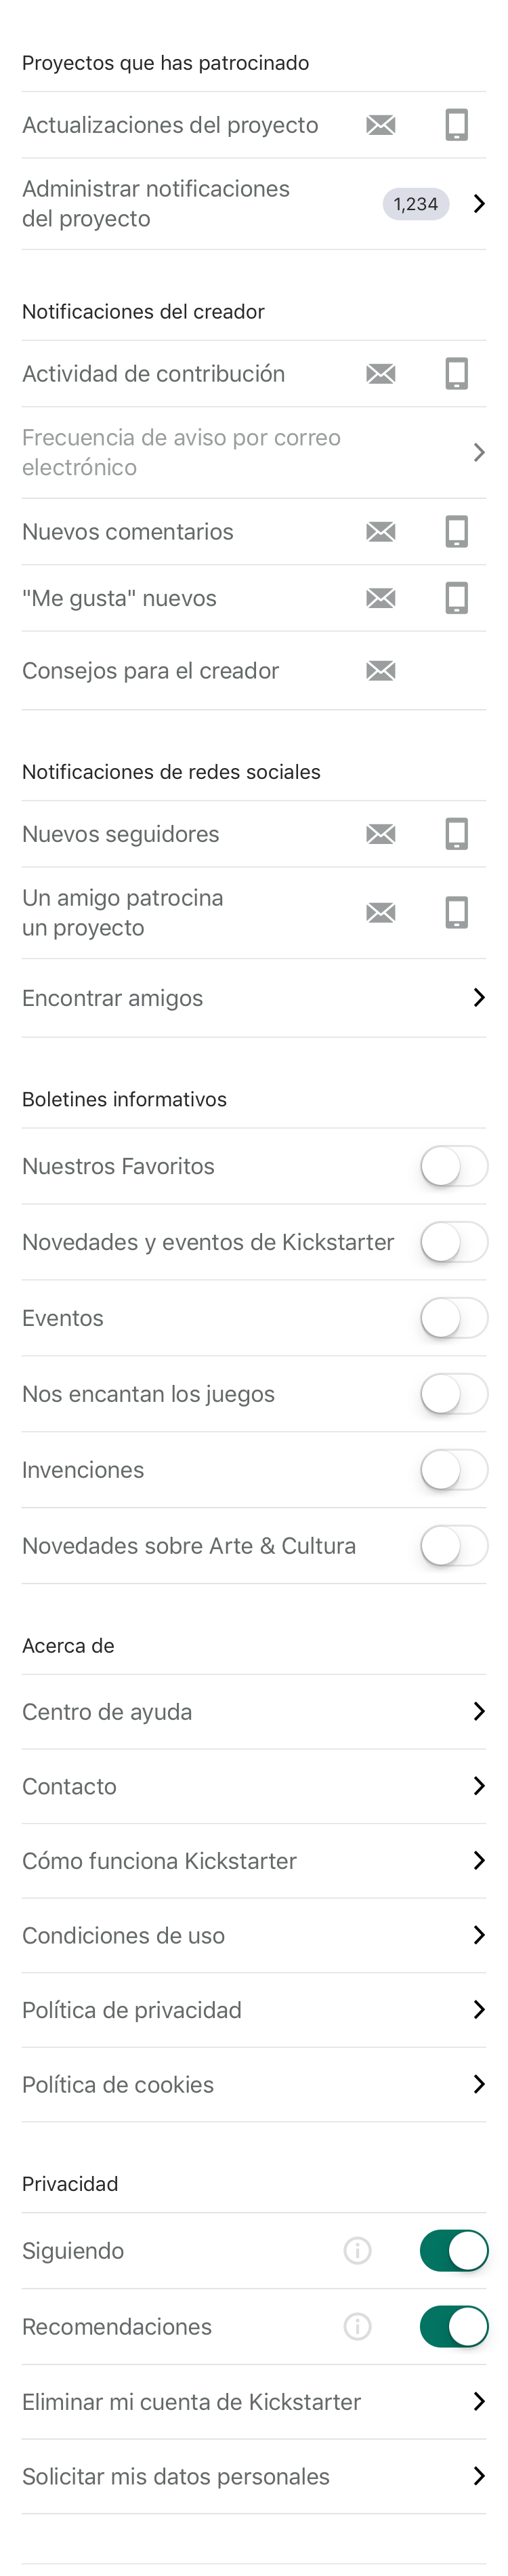 Proyectos que has patrocinado
Actualizaciones del proyecto
Administrar notificaciones
del proyecto
1,234
Notificaciones del creador
Actividad de contribución
Frecuencia de aviso por correo
electrónico
Nuevos comentarios
"Me gusta" nuevos
Consejos para el creador
Notificaciones de redes sociales
Nuevos seguidores
Un amigo patrocina
un proyecto
Encontrar amigos
Boletines informativos
Nuestros Favoritos
Novedades y eventos de Kickstarter
Eventos
Nos encantan los juegos
Invenciones
Novedades sobre Arte & Cultura
Acerca de
Centro de ayuda
Contacto
Cómo funciona Kickstarter
Condiciones de uso
Política de privacidad
Política de cookies
Privacidad
Siguiendo
Recomendaciones
Eliminar mi cuenta de Kickstarter
Solicitar mis datos personales